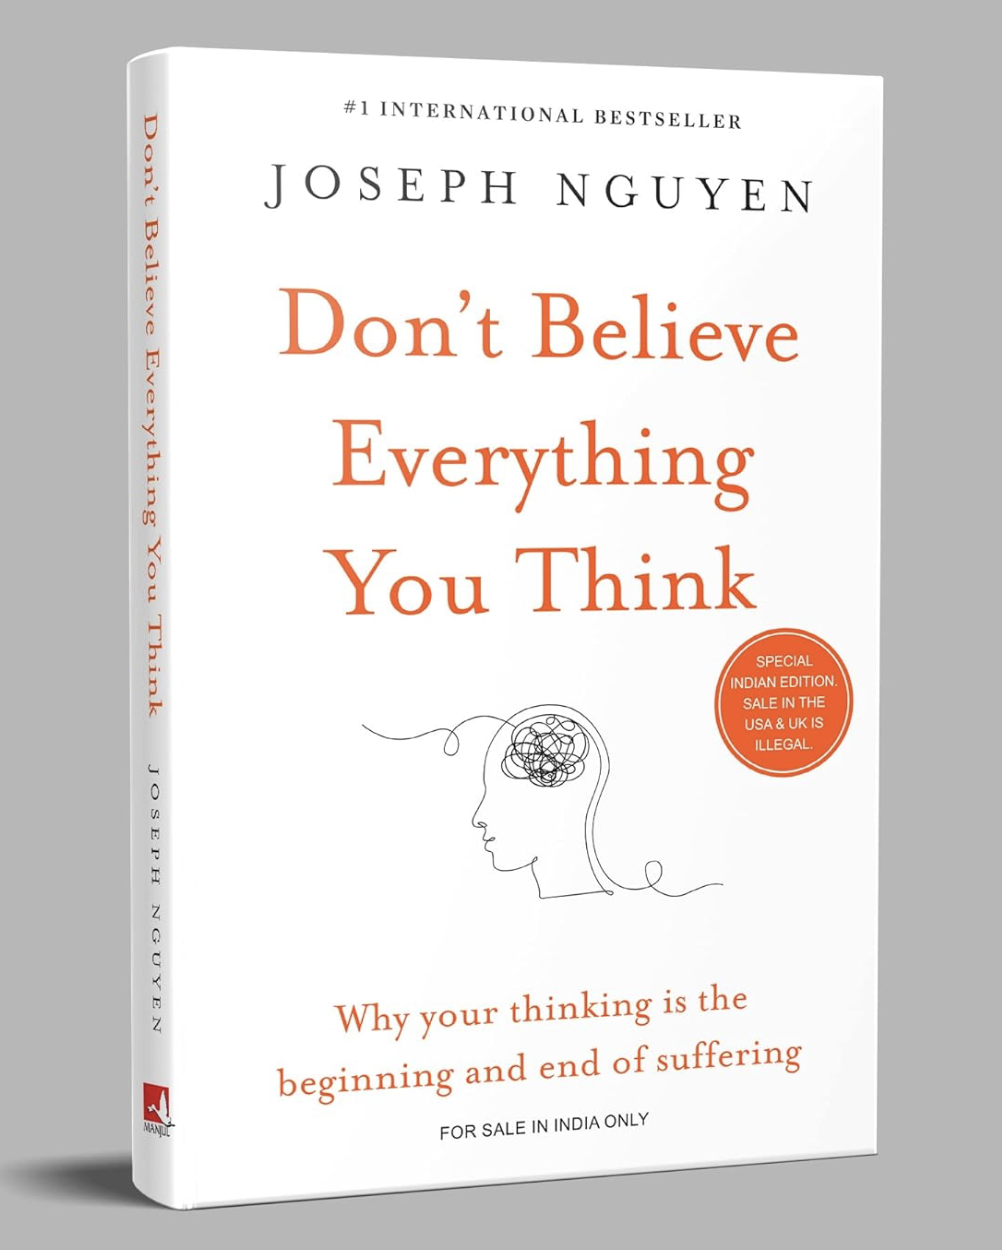 #1 INTERNATIONAL BESTSELLER
JOSEPH NGUYEN
Don't Believe
Everything
You Think
SPECIAL
INDIAN EDITION.
SALE IN THE
USA & UK IS
ILLEGAL.
Why your thinking is the
beginning and end of suffering
FOR SALE IN INDIA ONLY
Don't Believe Everything You Think JOSEPH NGUYEN
MANJUL